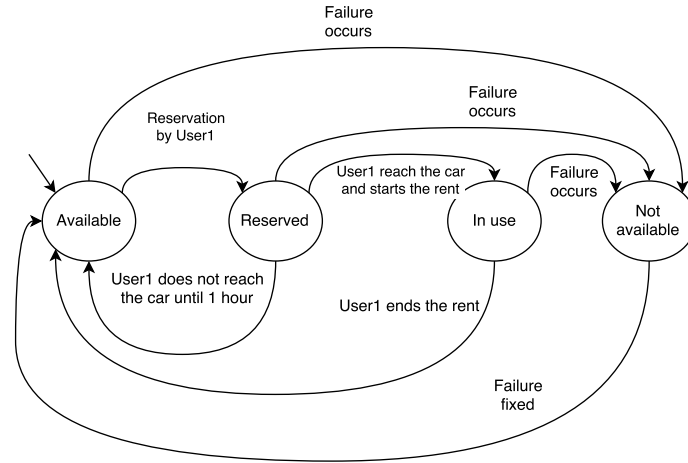 Failure
occurs
Failure
occurs
Reservation
by User1
User1 reach the car
and starts the rent
Failure
occurs
Available
Reserved
In use
Not
available
User1 does not reach
the car until 1 hour
User1 ends the rent
Failure
fixed